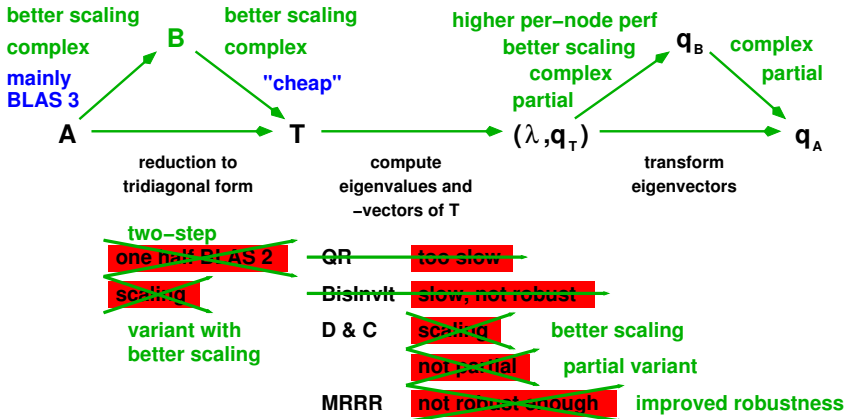 better scaling better scaling higher per-node perf
complex B complex better scaling q_B complex
mainly "cheap" complex partial
BLAS 3 partial
A T (λ,q_T) q_A
reduction to compute transform
tridiagonal form eigenvalues and eigenvectors
-vectors of T
two-step
one half BLAS 2 QR too slow
scaling BisInvIt slow, not robust
variant with D & C scaling better scaling
better scaling
not partial partial variant
MRRR not robust enough improved robustness